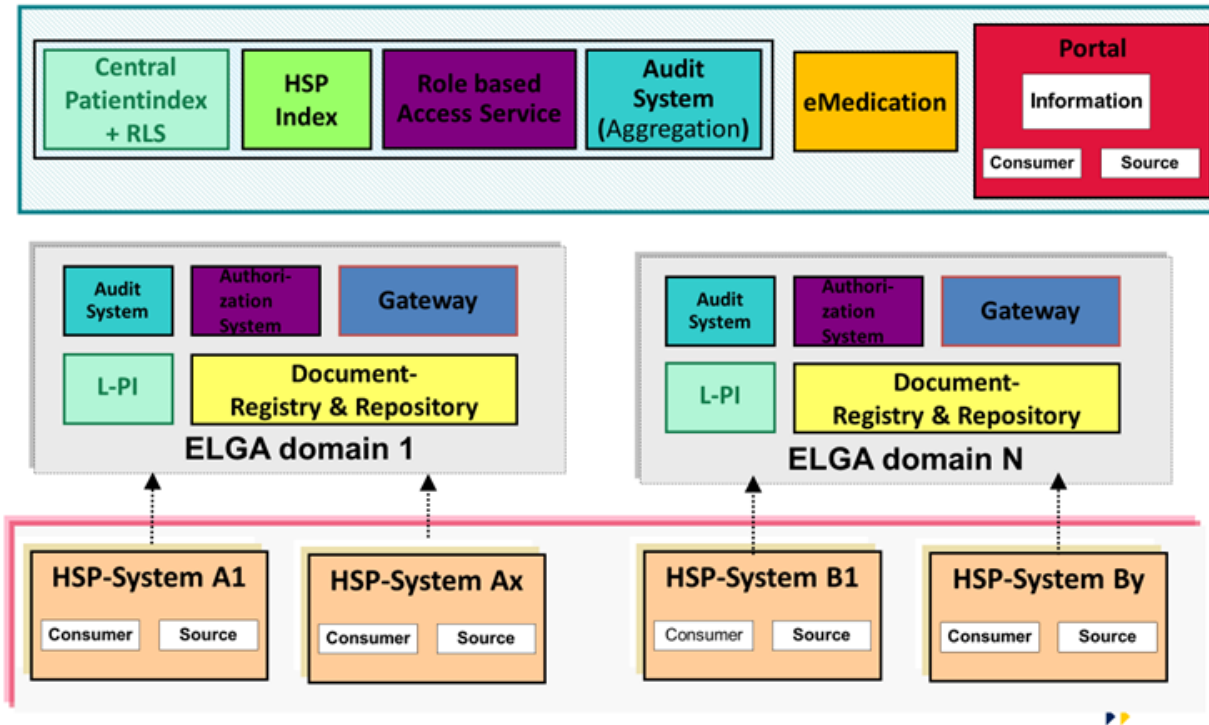 Central
Patientindex
+ RLS
HSP
Index
Role based
Access Service
Audit
System
(Aggregation)
eMedication
Portal
Information
Consumer
Source
Audit
System
Authori-
zation
System
Gateway
L-PI
Document-
Registry & Repository
ELGA domain 1
Audit
System
Authori-
zation
System
Gateway
L-PI
Document-
Registry & Repository
ELGA domain N
HSP-System A1
Consumer
Source
HSP-System Ax
Consumer
Source
HSP-System B1
Consumer
Source
HSP-System By
Consumer
Source